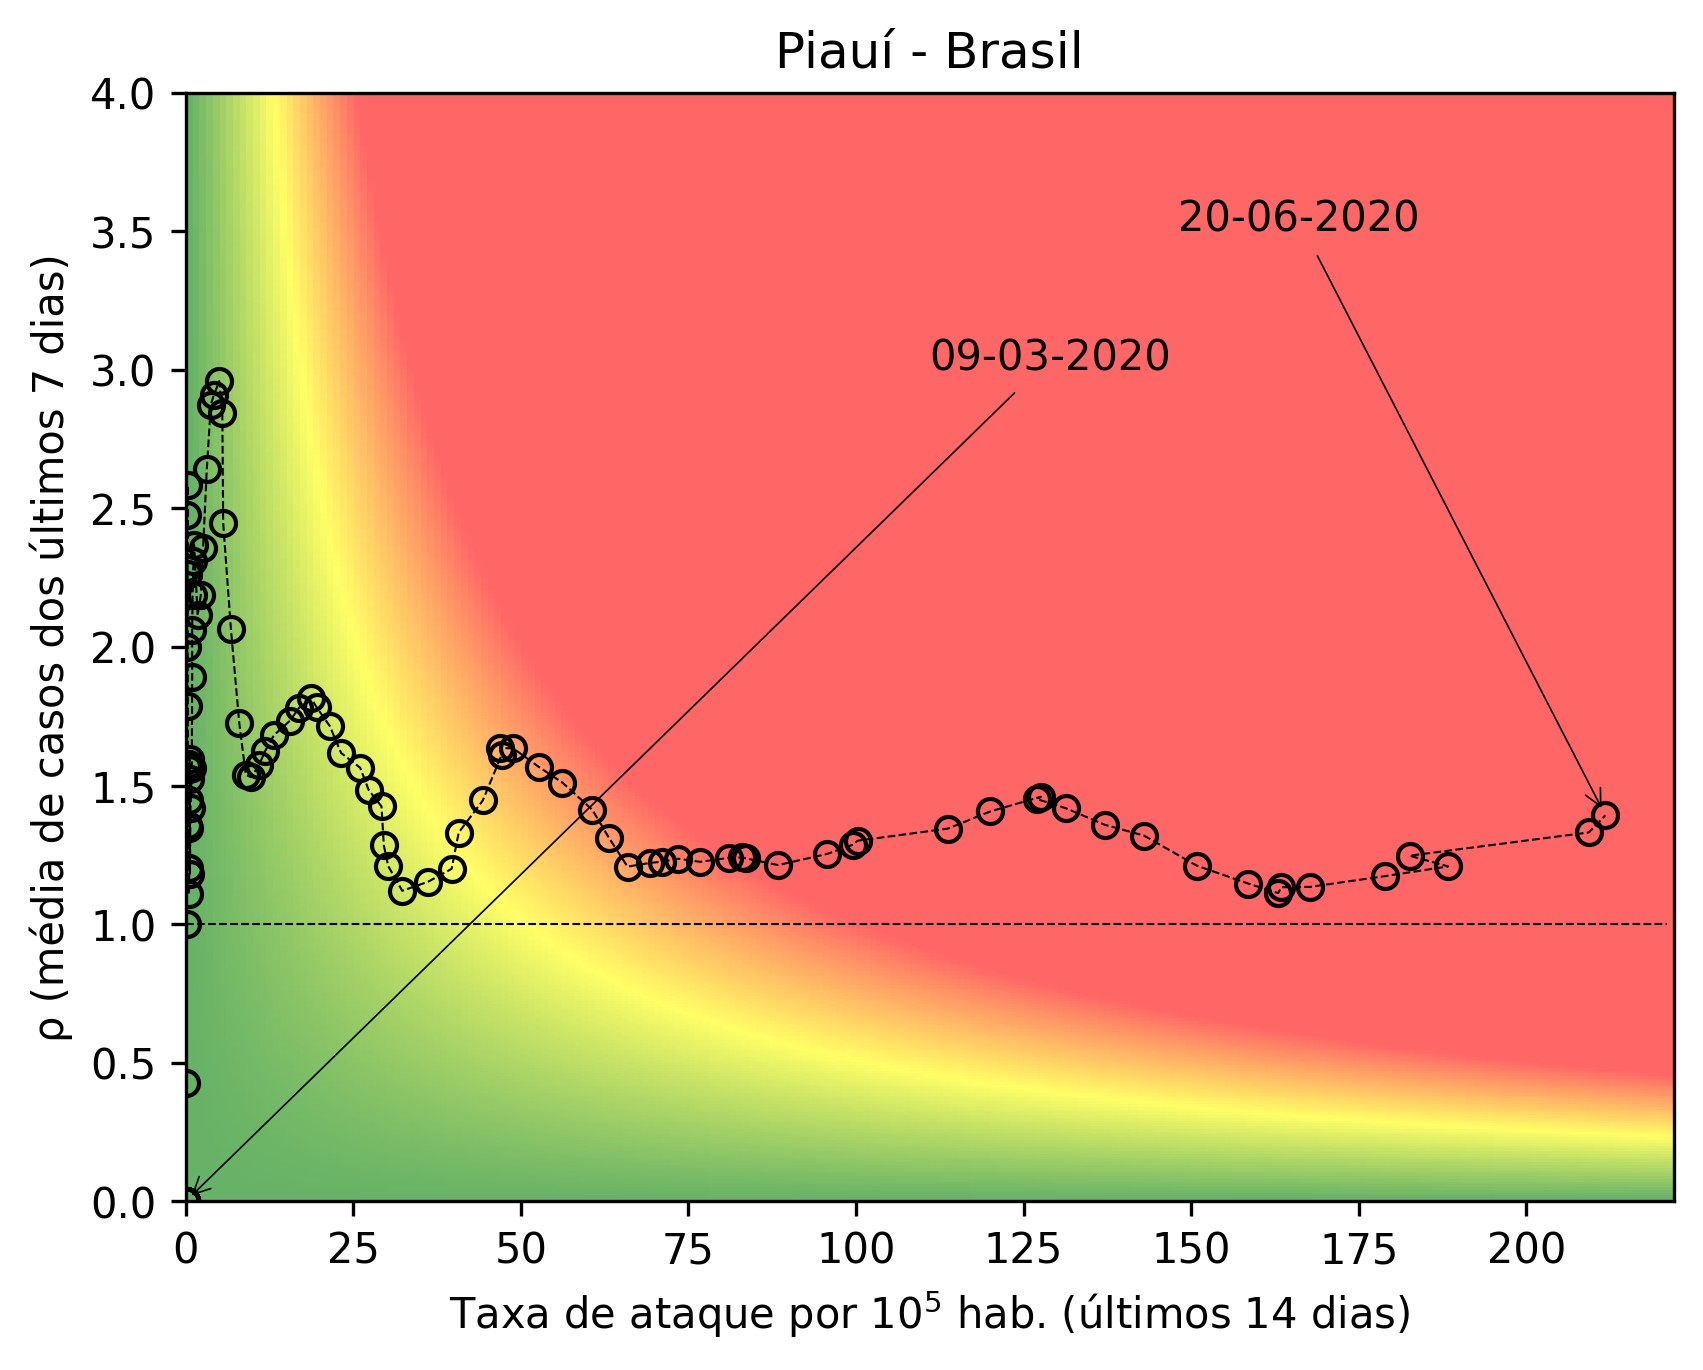 Piauí - Brasil
4.0
3.5
3.0
2.5
2.0
1.5
1.0
0.5
0.0
ρ (média de casos dos últimos 7 dias)
20-06-2020
09-03-2020
0 25 50 75 100 125 150 175 200
Taxa de ataque por 10⁵ hab. (últimos 14 dias)